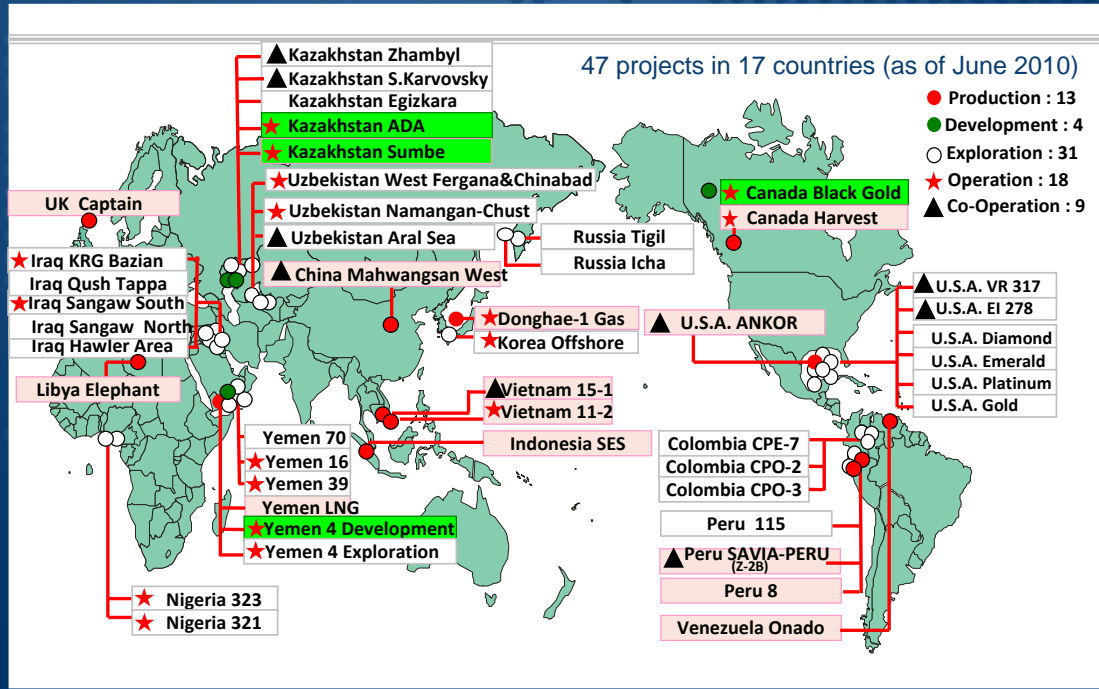 47 projects in 17 countries (as of June 2010)
Production : 13
Development : 4
Exploration : 31
Operation : 18
Co-Operation : 9
Kazakhstan Zhambyl
Kazakhstan S.Karvovsky
Kazakhstan Egizkara
Kazakhstan ADA
Kazakhstan Sumbe
Uzbekistan West Fergana&Chinabad
Uzbekistan Namangan-Chust
Uzbekistan Aral Sea
China Mahwangsan West
UK Captain
Iraq KRG Bazian
Iraq Qush Tappa
Iraq Sangaw South
Iraq Sangaw North
Iraq Hawler Area
Libya Elephant
Russia Tigil
Russia Icha
Donghae-1 Gas
Korea Offshore
Vietnam 15-1
Vietnam 11-2
Indonesia SES
Yemen 70
Yemen 16
Yemen 39
Yemen LNG
Yemen 4 Development
Yemen 4 Exploration
Nigeria 323
Nigeria 321
Canada Black Gold
Canada Harvest
U.S.A. ANKOR
U.S.A. VR 317
U.S.A. EI 278
U.S.A. Diamond
U.S.A. Emerald
U.S.A. Platinum
U.S.A. Gold
Colombia CPE-7
Colombia CPO-2
Colombia CPO-3
Peru 115
Peru SAVIA-PERU
(Z-2B)
Peru 8
Venezuela Onado